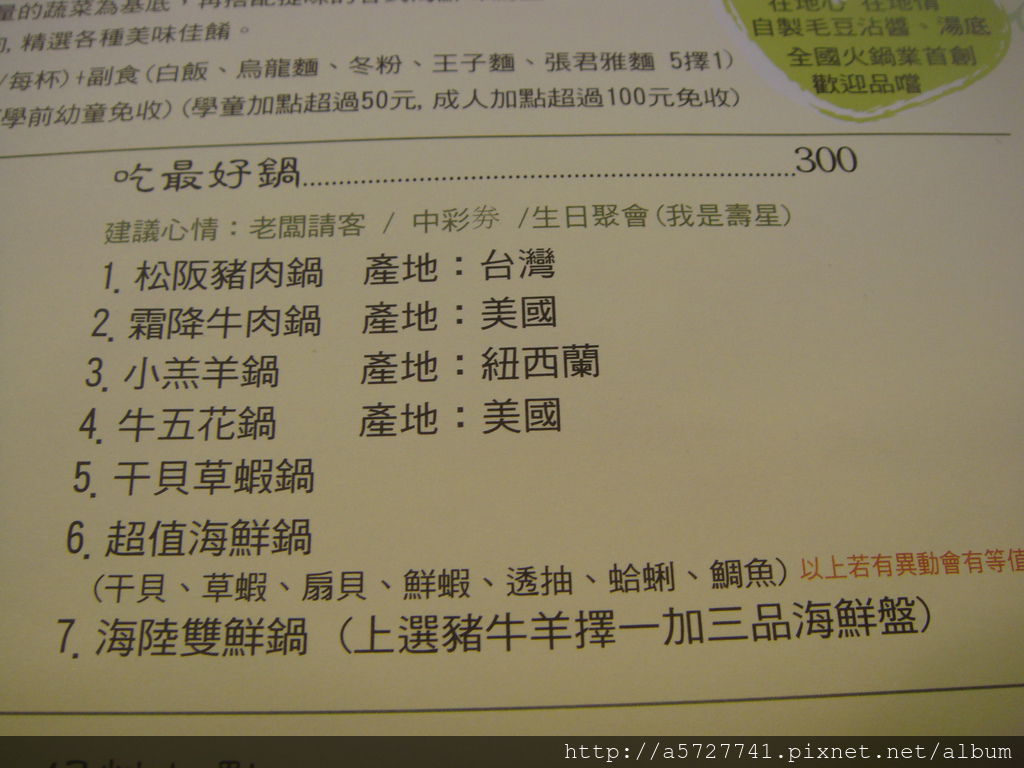 量的蔬菜為基底,再搭配提味的
精選各種美味佳餚。
/每杯)+副食(白飯、烏龍麵、冬粉、王子麵、張君雅麵 5擇1)
學前幼童免收)(學童加點超過50元, 成人加點超過100元免收)
在地心 在地情
自製毛豆沾醬、湯底
全國火鍋業首創
歡迎品嚐
吃最好鍋......300
建議心情：老闆請客 / 中彩券 /生日聚會(我是壽星)
1. 松阪豬肉鍋 產地：台灣
2. 霜降牛肉鍋 產地：美國
3. 小羔羊鍋 產地：紐西蘭
4. 牛五花鍋 產地：美國
5. 干貝草蝦鍋
6. 超值海鮮鍋
(干貝、草蝦、扇貝、鮮蝦、透抽、蛤蜊、鯛魚) 以上若有異動會有等值
7. 海陸雙鮮鍋 (上選豬牛羊擇一加三品海鮮盤)
http://a5727741.pixnet.net/album